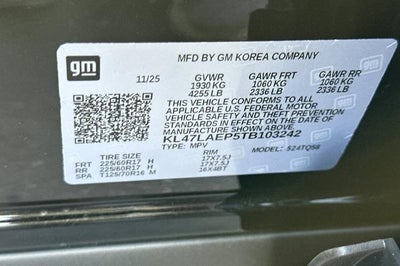 gm
MFD BY GM KOREA COMPANY
11/25 GVWR GAWR FRT GAWR RR
1930 KG 1060 KG 1060 KG
4255 LB 2336 LB 2336 LB
THIS VEHICLE CONFORMS TO ALL
APPLICABLE U.S. FEDERAL MOTOR
VEHICLE SAFETY, BUMPER, AND
THEFT PREVENTION STANDARDS
IN EFFECT ON THE DATE OF
MANUFACTURE SHOWN ABOVE.
KL47LAEP5TB103242
TYPE: MPV MODEL:
TIRE SIZE RIM
FRT 225/60R17 H 17X7.5J
RR 225/60R17 H 17X7.5J
SPA T125/70R16 M 16X4BT